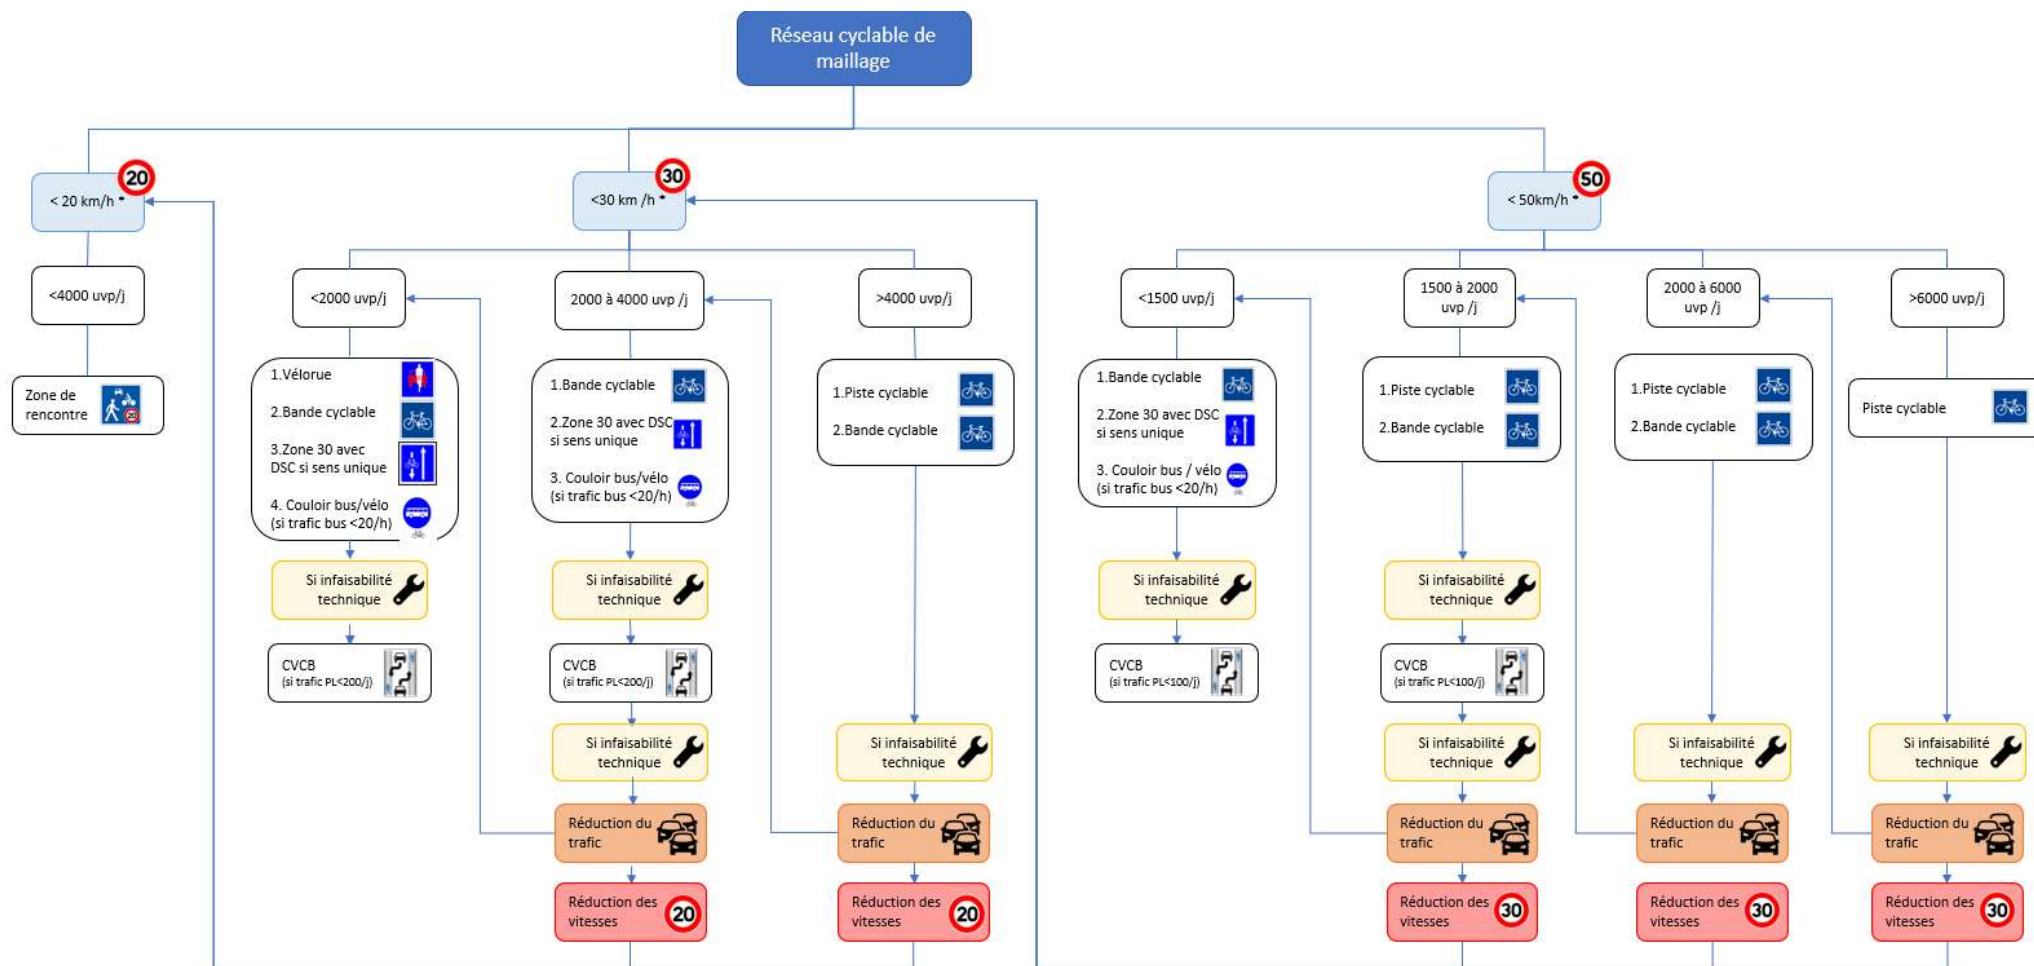 Réseau cyclable de
maillage
< 20 km/h *
20
<30 km /h *
30
< 50km/h *
50
<4000 uvp/j
<2000 uvp/j
2000 à 4000 uvp /j
>4000 uvp/j
<1500 uvp/j
1500 à 2000
uvp /j
2000 à 6000
uvp /j
>6000 uvp/j
Zone de
rencontre
20
1.Vélorue
2.Bande cyclable
3.Zone 30 avec
DSC si sens unique
4. Couloir bus/vélo
(si trafic bus <20/h)
1.Bande cyclable
2.Zone 30 avec DSC
si sens unique
3. Couloir bus/vélo
(si trafic bus <20/h)
1.Piste cyclable
2.Bande cyclable
1.Bande cyclable
2.Zone 30 avec DSC
si sens unique
3. Couloir bus / vélo
(si trafic bus <20/h)
1.Piste cyclable
2.Bande cyclable
1.Piste cyclable
2.Bande cyclable
Piste cyclable
Si infaisabilité
technique
Si infaisabilité
technique
Si infaisabilité
technique
Si infaisabilité
technique
CVCB
(si trafic PL<200/j)
CVCB
(si trafic PL<200/j)
CVCB
(si trafic PL<100/j)
CVCB
(si trafic PL<100/j)
Si infaisabilité
technique
Si infaisabilité
technique
Si infaisabilité
technique
Si infaisabilité
technique
Si infaisabilité
technique
Réduction du
trafic
Réduction du
trafic
Réduction du
trafic
Réduction du
trafic
Réduction du
trafic
Réduction des
vitesses
20
Réduction des
vitesses
20
Réduction des
vitesses
30
Réduction des
vitesses
30
Réduction des
vitesses
30